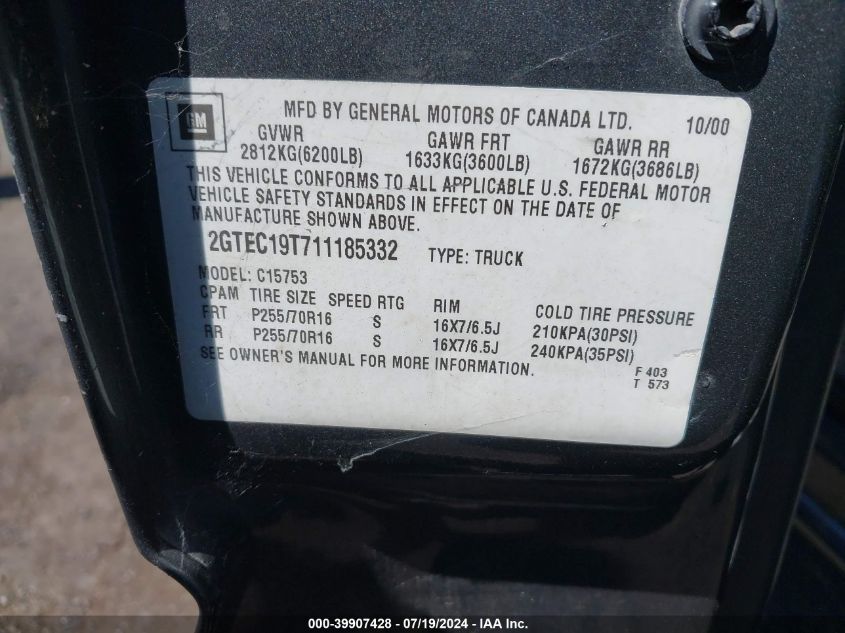 GM
MFD BY GENERAL MOTORS OF CANADA LTD. 10/00
GVWR GAWR FRT GAWR RR
2812KG(6200LB) 1633KG(3600LB) 1672KG(3686LB)
THIS VEHICLE CONFORMS TO ALL APPLICABLE U.S. FEDERAL MOTOR
VEHICLE SAFETY STANDARDS IN EFFECT ON THE DATE OF
MANUFACTURE SHOWN ABOVE.
2GTEC19T711185332 TYPE: TRUCK
MODEL: C15753
CPAM TIRE SIZE SPEED RTG RIM COLD TIRE PRESSURE
FRT P255/70R16 S 16X7/6.5J 210KPA(30PSI)
RR P255/70R16 S 16X7/6.5J 240KPA(35PSI)
SEE OWNER'S MANUAL FOR MORE INFORMATION.
F 403
T 573
000-39907428 - 07/19/2024 - IAA Inc.